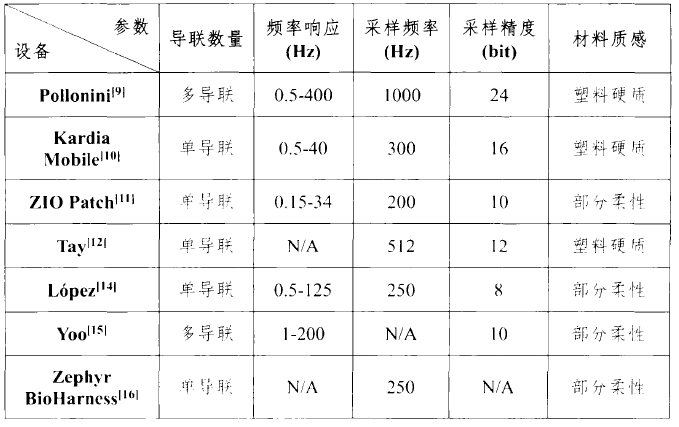 参数
设备
导联数量
频率响应
(Hz)
采样频率
(Hz)
采样精度
(bit)
材料质感
Pollonini[9] 多导联 0.5-400 1000 24 塑料硬质
Kardia
Mobile[10] 单导联 0.5-40 300 16 塑料硬质
ZIO Patch[11] 单导联 0.15-34 200 10 部分柔性
Tay[12] 单导联 N/A 512 12 塑料硬质
López[14] 单导联 0.5-125 250 8 部分柔性
Yoo[15] 多导联 1-200 N/A 10 部分柔性
Zephyr
BioHarness[16] 单导联 N/A 250 N/A 部分柔性